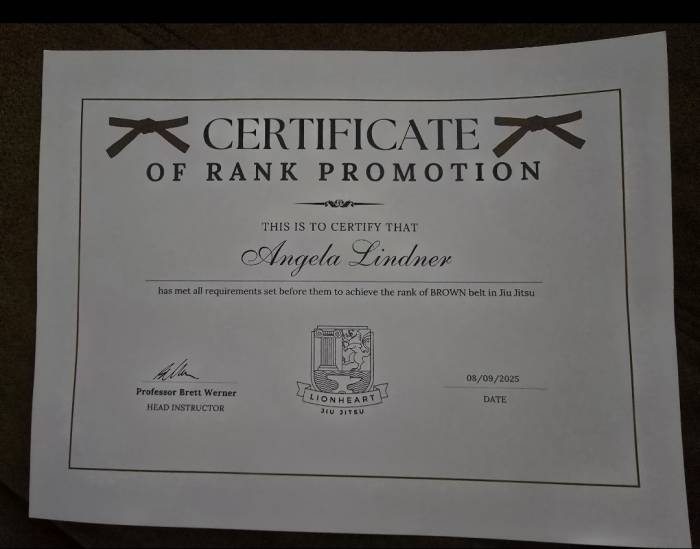 CERTIFICATE
OF RANK PROMOTION
THIS IS TO CERTIFY THAT
Angela Lindner
has met all requirements set before them to achieve the rank of BROWN belt in Jiu Jitsu
Professor Brett Werner
HEAD INSTRUCTOR
LIONHEART
JIU JITSU
08/09/2025
DATE